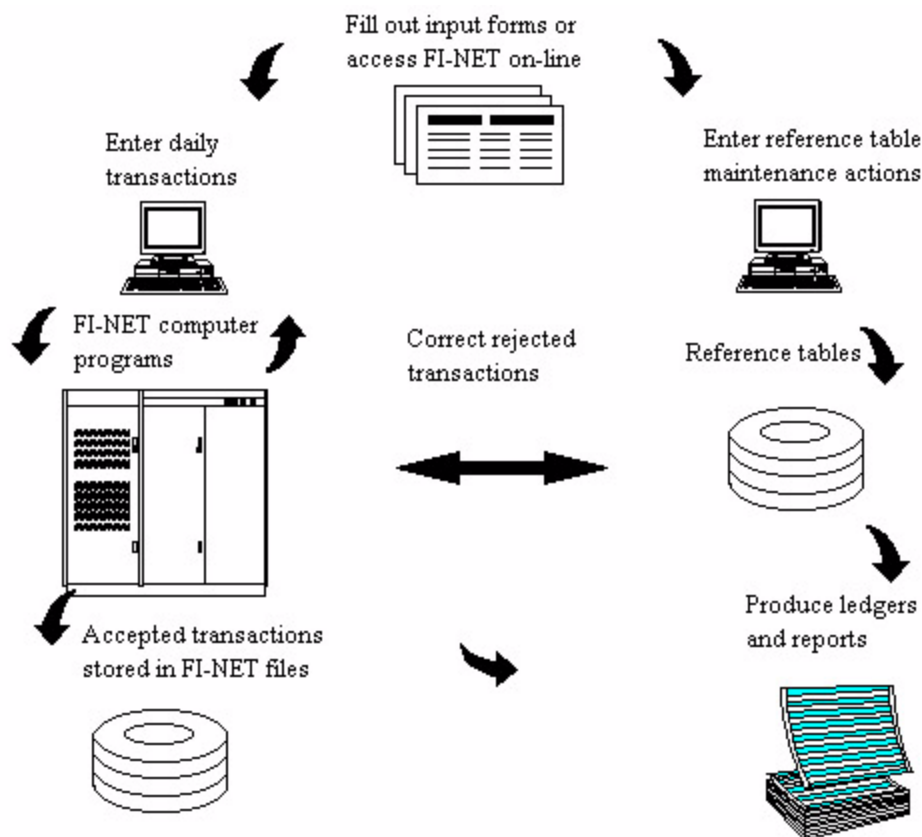 Fill out input forms or
access FI-NET on-line
Enter daily
transactions
Enter reference table
maintenance actions
FI-NET computer
programs
Correct rejected
transactions
Reference tables
Accepted transactions
stored in FI-NET files
Produce ledgers
and reports